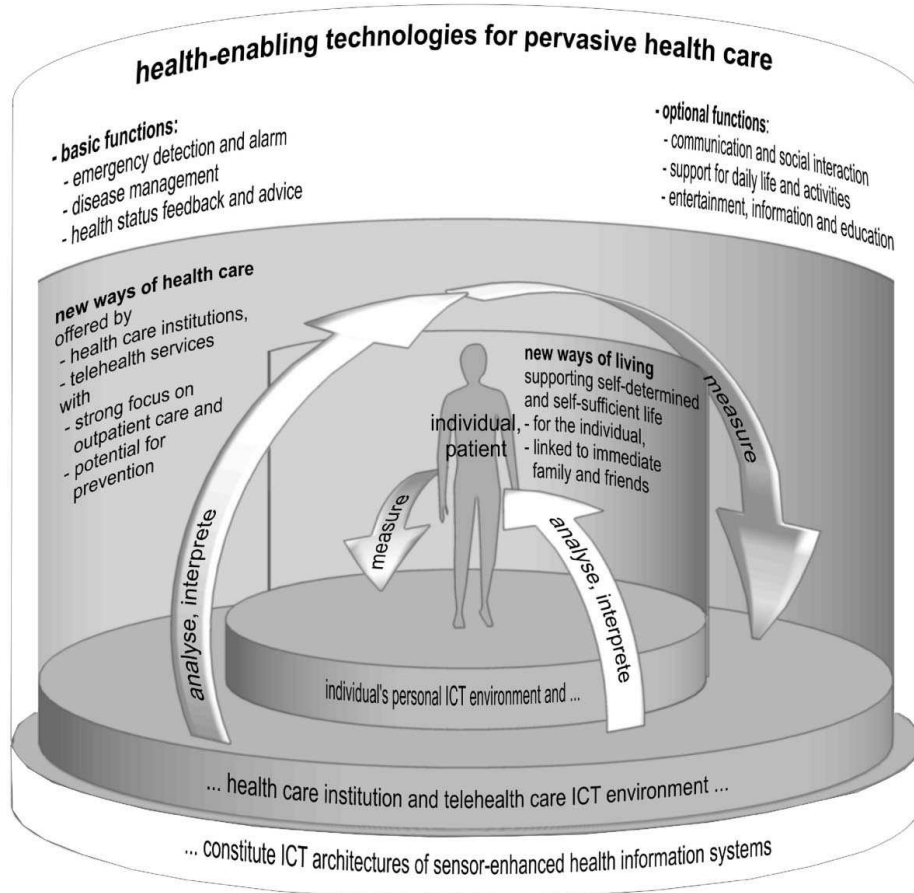 health-enabling technologies for pervasive health care
- basic functions:
- emergency detection and alarm
- disease management
- health status feedback and advice
- optional functions:
- communication and social interaction
- support for daily life and activities
- entertainment, information and education
new ways of health care
offered by
- health care institutions,
- telehealth services
with
- strong focus on
outpatient care and
- potential for
prevention
new ways of living
supporting self-determined
and self-sufficient life
- for the individual,
- linked to immediate
family and friends
individual,
patient
measure
measure
analyse, interprete
analyse, interprete
individual's personal ICT environment and ...
... health care institution and telehealth care ICT environment ...
... constitute ICT architectures of sensor-enhanced health information systems